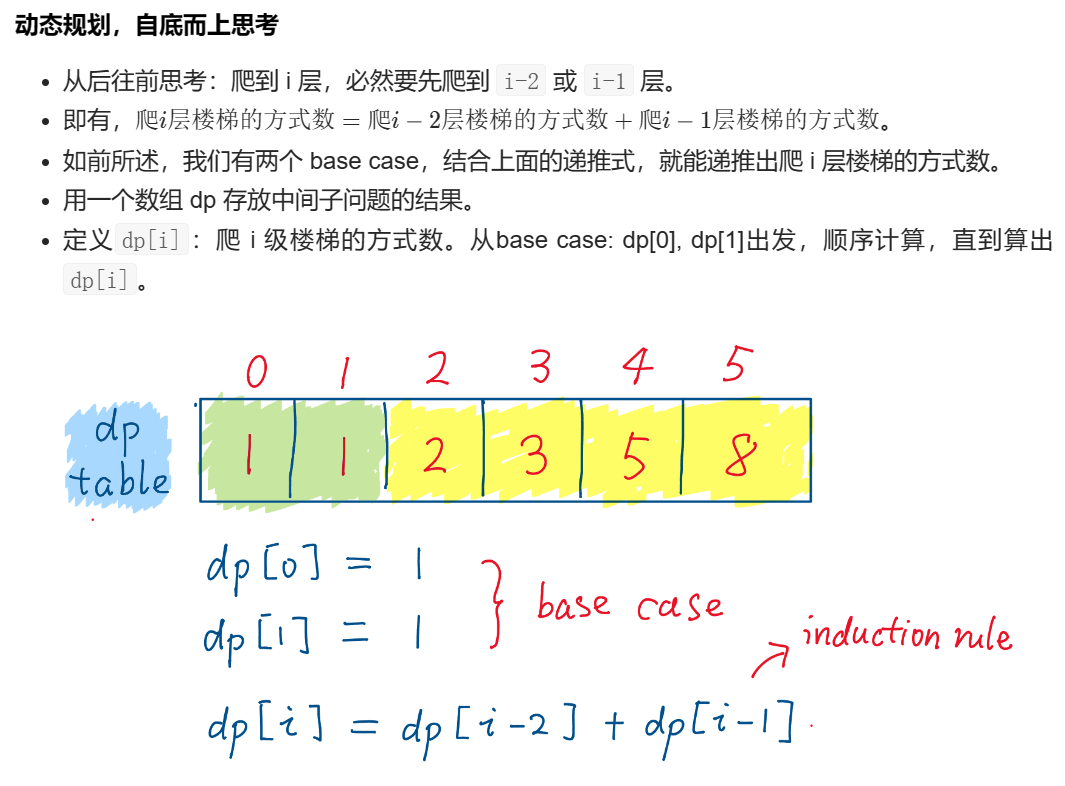 动态规划，自底而上思考
• 从后往前思考：爬到 i 层，必然要先爬到 i-2 或 i-1 层。
• 即有，爬i层楼梯的方式数 = 爬i − 2层楼梯的方式数 + 爬i − 1层楼梯的方式数。
• 如前所述，我们有两个 base case，结合上面的递推式，就能递推出爬 i 层楼梯的方式数。
• 用一个数组 dp 存放中间子问题的结果。
• 定义 dp[i] ：爬 i 级楼梯的方式数。从base case: dp[0], dp[1]出发，顺序计算，直到算出
dp[i] 。
0 1 2 3 4 5
dp
table
1 1 2 3 5 8
dp[0] = 1
dp[1] = 1
} base case
induction rule
dp[i] = dp[i-2] + dp[i-1]